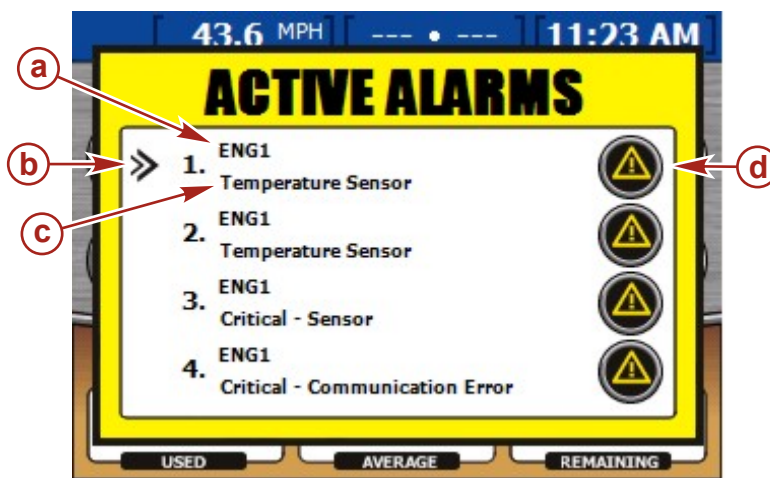 43.6 MPH --- • --- 11:23 AM
ACTIVE ALARMS
a
b
c
d
1. ENG1
Temperature Sensor
2. ENG1
Temperature Sensor
3. ENG1
Critical - Sensor
4. ENG1
Critical - Communication Error
USED AVERAGE REMAINING